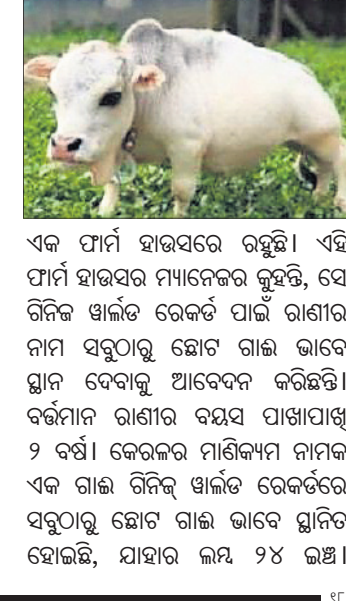 ଏକ ଫାର୍ମ ହାଉସରେ ରହୁଛି। ଏହି
ଫାର୍ମ ହାଉସର ମ୍ୟାନେଜର କୁହନ୍ତି, ସେ
ଗିନିଜ ୱାର୍ଲଡ ରେକର୍ଡ ପାଇଁ ରାଣୀର
ନାମ ସବୁଠାରୁ ଛୋଟ ଗାଈ ଭାବେ
ସ୍ଥାନ ଦେବାକୁ ଆବେଦନ କରିଛନ୍ତି।
ବର୍ତ୍ତମାନ ରାଣୀର ବୟସ ପାଖାପାଖି
୨ ବର୍ଷ। କେରଳର ମାଣିକ୍ୟମ ନାମକ
ଏକ ଗାଈ ଗିନିଜ୍ ୱାର୍ଲଡ ରେକର୍ଡରେ
ସବୁଠାରୁ ଛୋଟ ଗାଈ ଭାବେ ସ୍ଥାନିତ
ହୋଇଛି, ଯାହାର ଲମ୍ବ ୨୪ ଇଞ୍ଚ।
୧୮